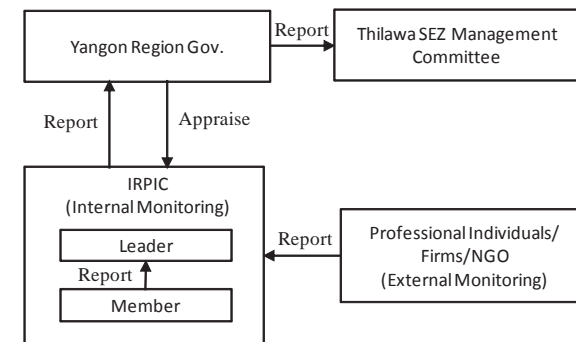 Yangon Region Gov.
Report
Thilawa SEZ Management
Committee
Report
Appraise
IRPIC
(Internal Monitoring)
Leader
Report
Member
Report
Professional Individuals/
Firms/NGO
(External Monitoring)